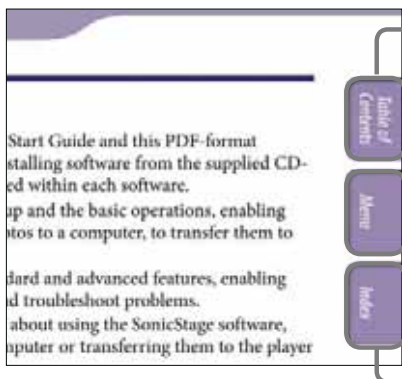 Start Guide and this PDF-format
stalling software from the supplied CD-
ed within each software.
up and the basic operations, enabling
tos to a computer, to transfer them to
dard and advanced features, enabling
d troubleshoot problems.
about using the SonicStage software,
nputer or transferring them to the player
Table of
Contents
Menu
Index